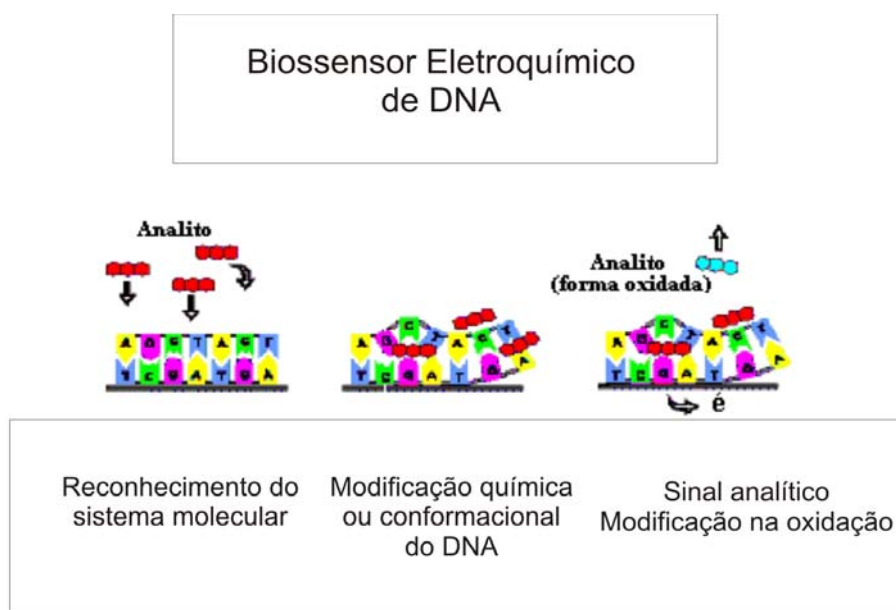 Biossensor Eletroquímico
de DNA
Analito
Analito
(forma oxidada)
T C G A T
T C G A T
é
Reconhecimento do
sistema molecular
Modificação química
ou conformacional
do DNA
Sinal analítico
Modificação na oxidação